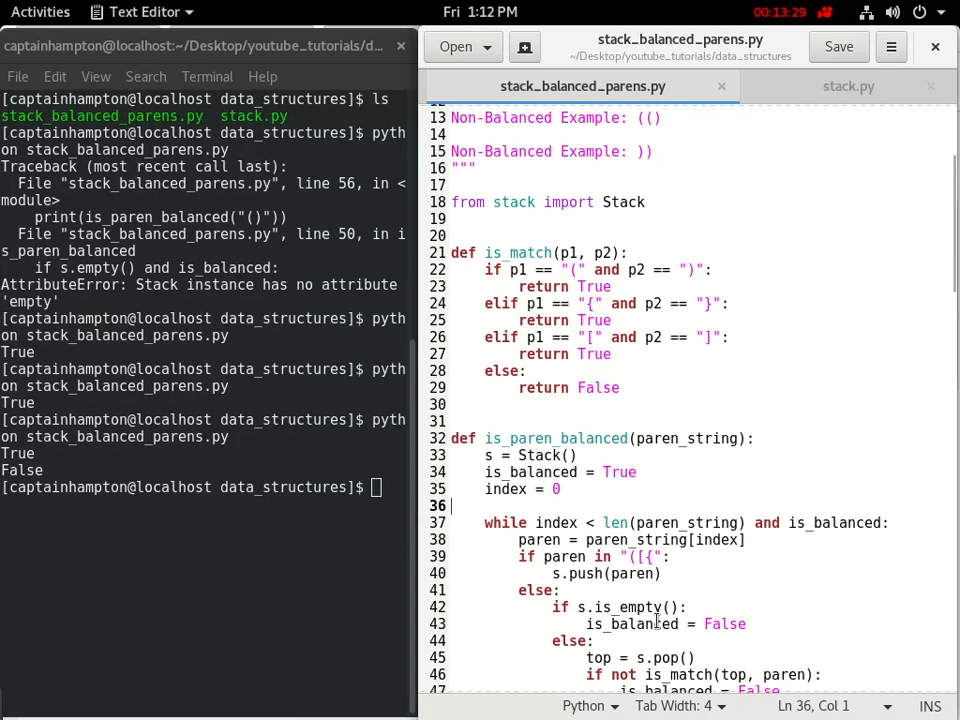 Activities Text Editor Fri 1:12 PM 00:13:29
captainhampton@localhost:~/Desktop/youtube_tutorials/d... ×
File Edit View Search Terminal Help
[captainhampton@localhost data_structures]$ ls
stack_balanced_parens.py stack.py
[captainhampton@localhost data_structures]$ pyth
on stack_balanced_parens.py
Traceback (most recent call last):
  File "stack_balanced_parens.py", line 56, in <
module>
    print(is_paren_balanced("()"))
  File "stack_balanced_parens.py", line 50, in i
s_paren_balanced
    if s.empty() and is_balanced:
AttributeError: Stack instance has no attribute
'empty'
[captainhampton@localhost data_structures]$ pyth
on stack_balanced_parens.py
True
[captainhampton@localhost data_structures]$ pyth
on stack_balanced_parens.py
True
[captainhampton@localhost data_structures]$ pyth
on stack_balanced_parens.py
True
False
[captainhampton@localhost data_structures]$
Open stack_balanced_parens.py Save
~/Desktop/youtube_tutorials/data_structures
stack_balanced_parens.py × stack.py ×
13 Non-Balanced Example: (()
14
15 Non-Balanced Example: ))
16 """
17
18 from stack import Stack
19
20
21 def is_match(p1, p2):
22     if p1 == "(" and p2 == ")":
23         return True
24     elif p1 == "{" and p2 == "}":
25         return True
26     elif p1 == "[" and p2 == "]":
27         return True
28     else:
29         return False
30
31
32 def is_paren_balanced(paren_string):
33     s = Stack()
34     is_balanced = True
35     index = 0
36
37     while index < len(paren_string) and is_balanced:
38         paren = paren_string[index]
39         if paren in "([{":
40             s.push(paren)
41         else:
42             if s.is_empty():
43                 is_balanced = False
44             else:
45                 top = s.pop()
46                 if not is_match(top, paren):
47                     is_balanced = False
Python Tab Width: 4 Ln 36, Col 1 INS